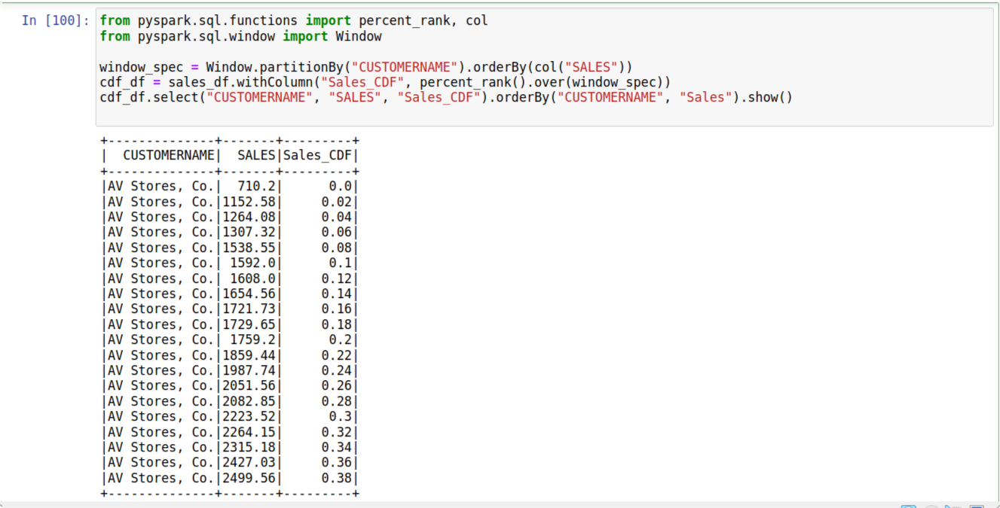 In [100]: from pyspark.sql.functions import percent_rank, col
from pyspark.sql.window import Window

window_spec = Window.partitionBy("CUSTOMERNAME").orderBy(col("SALES"))
cdf_df = sales_df.withColumn("Sales_CDF", percent_rank().over(window_spec))
cdf_df.select("CUSTOMERNAME", "SALES", "Sales_CDF").orderBy("CUSTOMERNAME", "Sales").show()

+--------------+-------+---------+
|  CUSTOMERNAME|  SALES|Sales_CDF|
+--------------+-------+---------+
|AV Stores, Co.|  710.2|      0.0|
|AV Stores, Co.|1152.58|     0.02|
|AV Stores, Co.|1264.08|     0.04|
|AV Stores, Co.|1307.32|     0.06|
|AV Stores, Co.|1538.55|     0.08|
|AV Stores, Co.| 1592.0|      0.1|
|AV Stores, Co.| 1608.0|     0.12|
|AV Stores, Co.|1654.56|     0.14|
|AV Stores, Co.|1721.73|     0.16|
|AV Stores, Co.|1729.65|     0.18|
|AV Stores, Co.| 1759.2|      0.2|
|AV Stores, Co.|1859.44|     0.22|
|AV Stores, Co.|1987.74|     0.24|
|AV Stores, Co.|2051.56|     0.26|
|AV Stores, Co.|2082.85|     0.28|
|AV Stores, Co.|2223.52|      0.3|
|AV Stores, Co.|2264.15|     0.32|
|AV Stores, Co.|2315.18|     0.34|
|AV Stores, Co.|2427.03|     0.36|
|AV Stores, Co.|2499.56|     0.38|
+--------------+-------+---------+